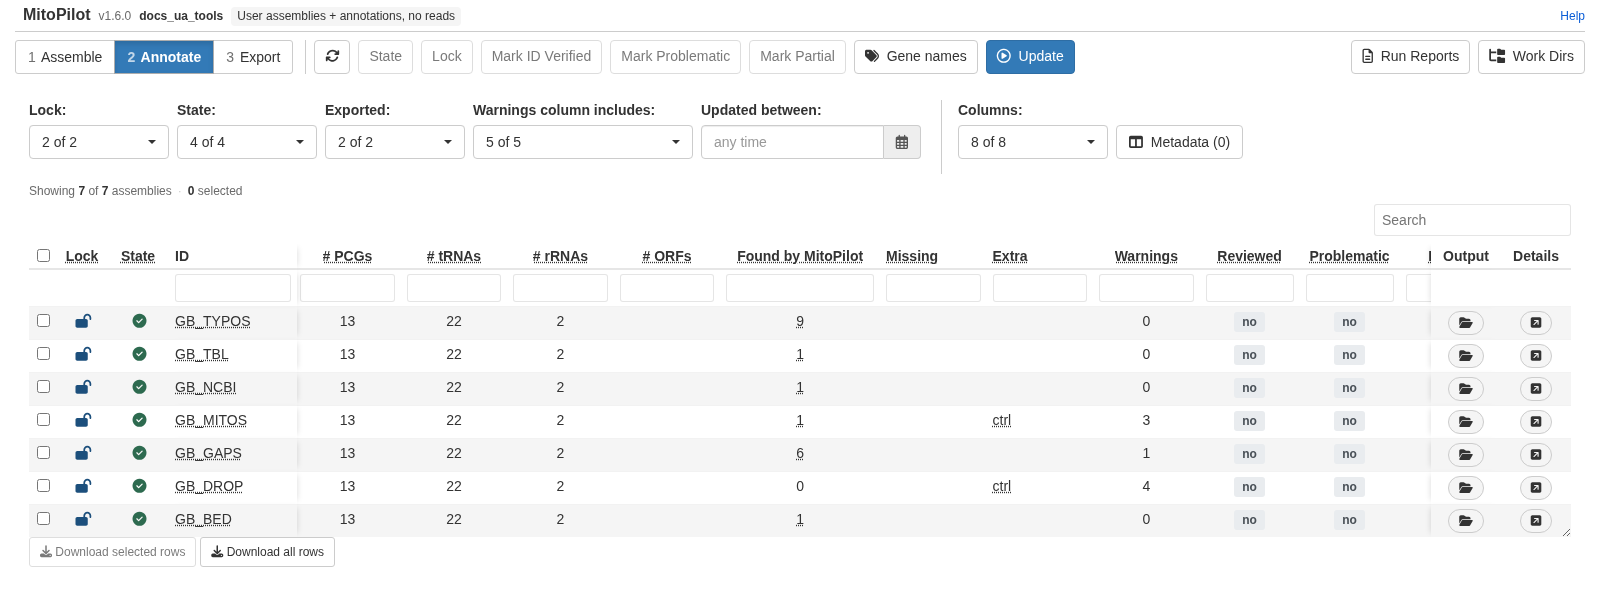 MitoPilot v1.6.0 docs_ua_tools User assemblies + annotations, no reads Help
1 Assemble 2 Annotate 3 Export State Lock Mark ID Verified Mark Problematic Mark Partial Gene names Update Run Reports Work Dirs
Lock: State: Exported: Warnings column includes: Updated between: Columns:
2 of 2 4 of 4 2 of 2 5 of 5 any time 8 of 8 Metadata (0)
Showing 7 of 7 assemblies · 0 selected
Search
Lock State ID # PCGs # tRNAs # rRNAs # ORFs Found by MitoPilot Missing Extra Warnings Reviewed Problematic Output Details
GB_TYPOS 13 22 2 9 0 no no
GB_TBL 13 22 2 1 0 no no
GB_NCBI 13 22 2 1 0 no no
GB_MITOS 13 22 2 1 ctrl 3 no no
GB_GAPS 13 22 2 6 1 no no
GB_DROP 13 22 2 0 ctrl 4 no no
GB_BED 13 22 2 1 0 no no
Download selected rows Download all rows